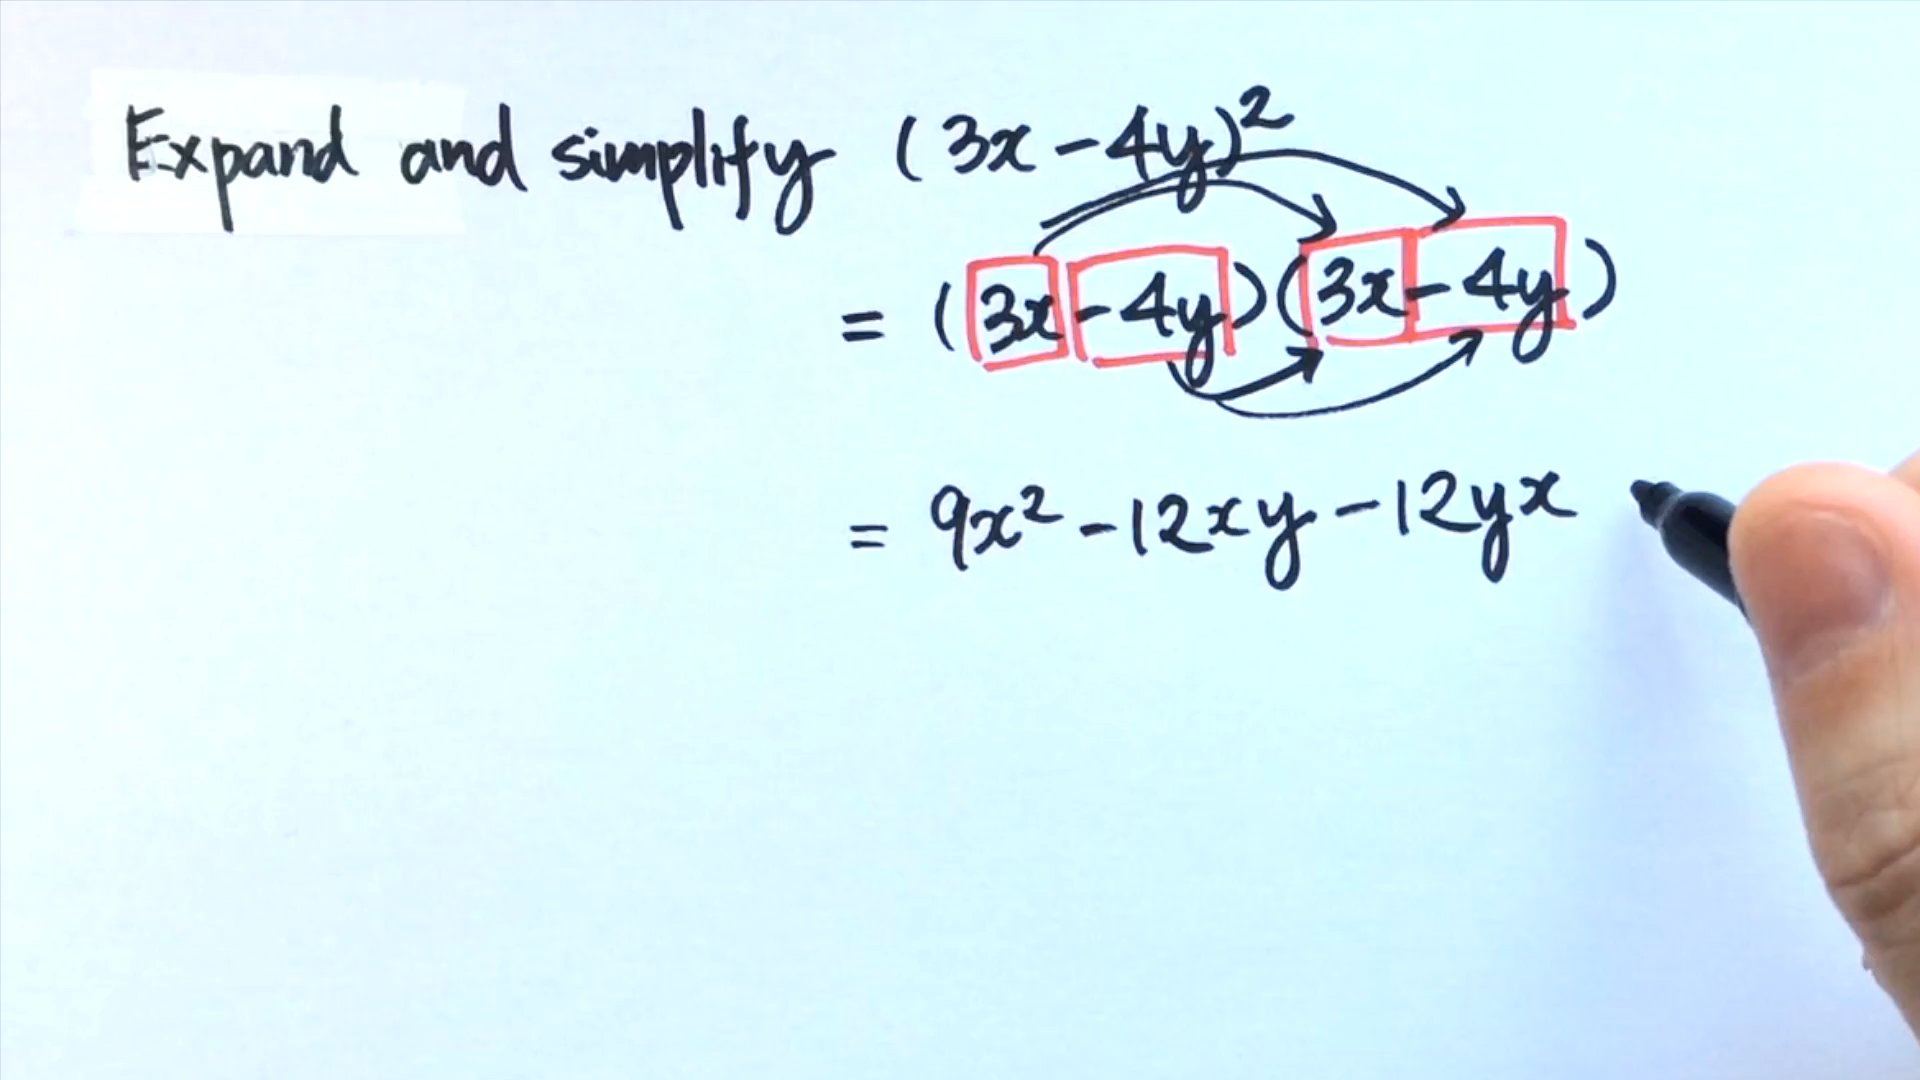 Expand and simplify (3x - 4y)²
= (3x - 4y)(3x - 4y)
= 9x² - 12xy - 12yx